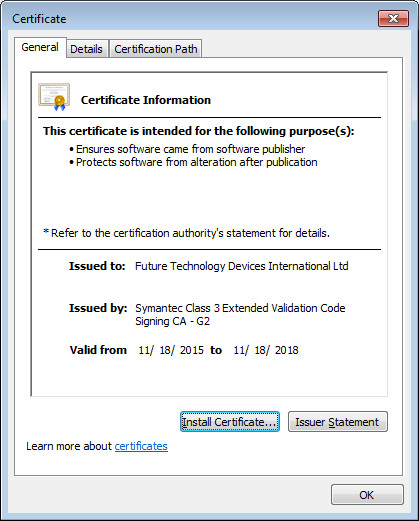 Certificate
General Details Certification Path
Certificate Information
This certificate is intended for the following purpose(s):
• Ensures software came from software publisher
• Protects software from alteration after publication
* Refer to the certification authority's statement for details.
Issued to: Future Technology Devices International Ltd
Issued by: Symantec Class 3 Extended Validation Code
Signing CA - G2
Valid from 11/ 18/ 2015 to 11/ 18/ 2018
Install Certificate... Issuer Statement
Learn more about certificates
OK